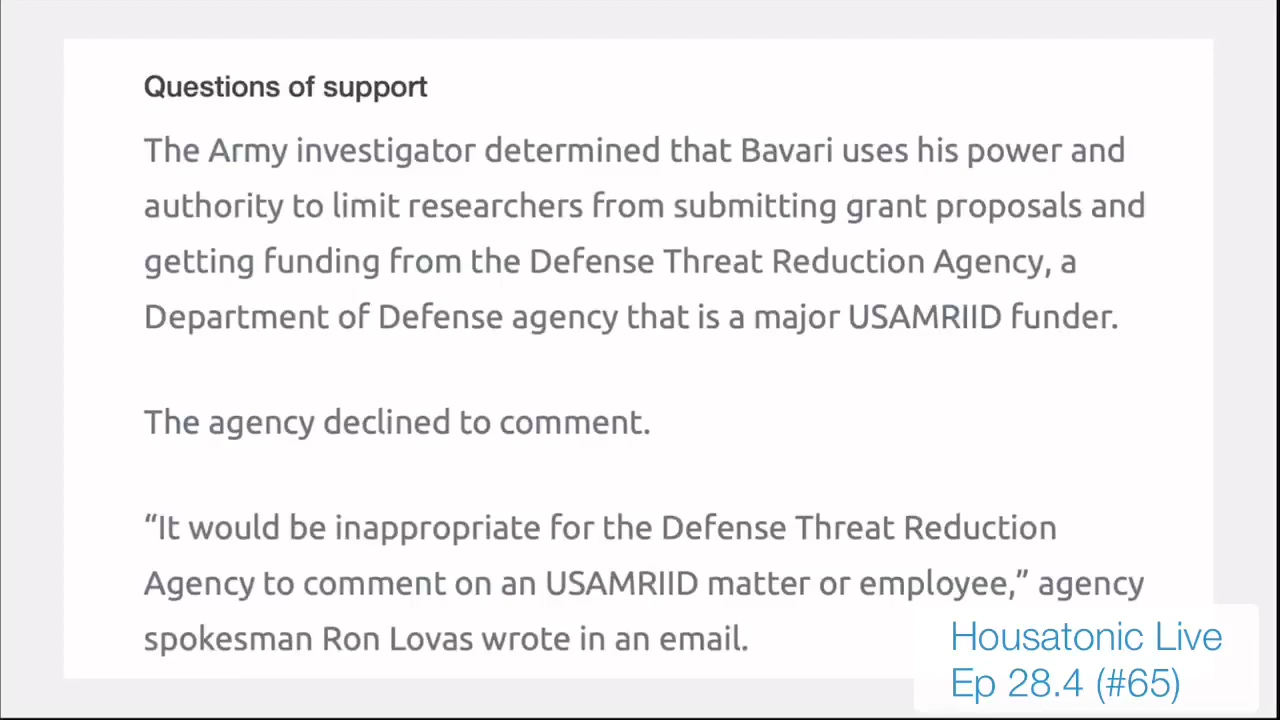 Questions of support
The Army investigator determined that Bavari uses his power and
authority to limit researchers from submitting grant proposals and
getting funding from the Defense Threat Reduction Agency, a
Department of Defense agency that is a major USAMRIID funder.
The agency declined to comment.
“It would be inappropriate for the Defense Threat Reduction
Agency to comment on an USAMRIID matter or employee,” agency
spokesman Ron Lovas wrote in an email.
Housatonic Live
Ep 28.4 (#65)